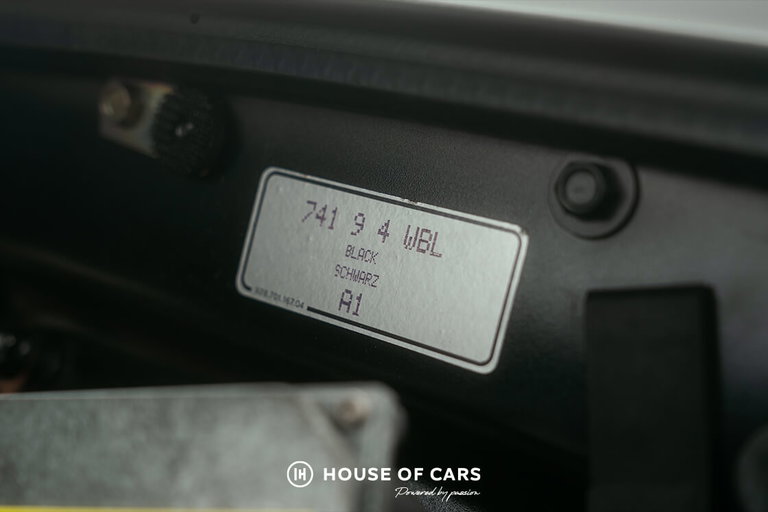 741 9 4 WBL
BLACK
SCHWARZ
A1
HOUSE OF CARS
Powered by passion